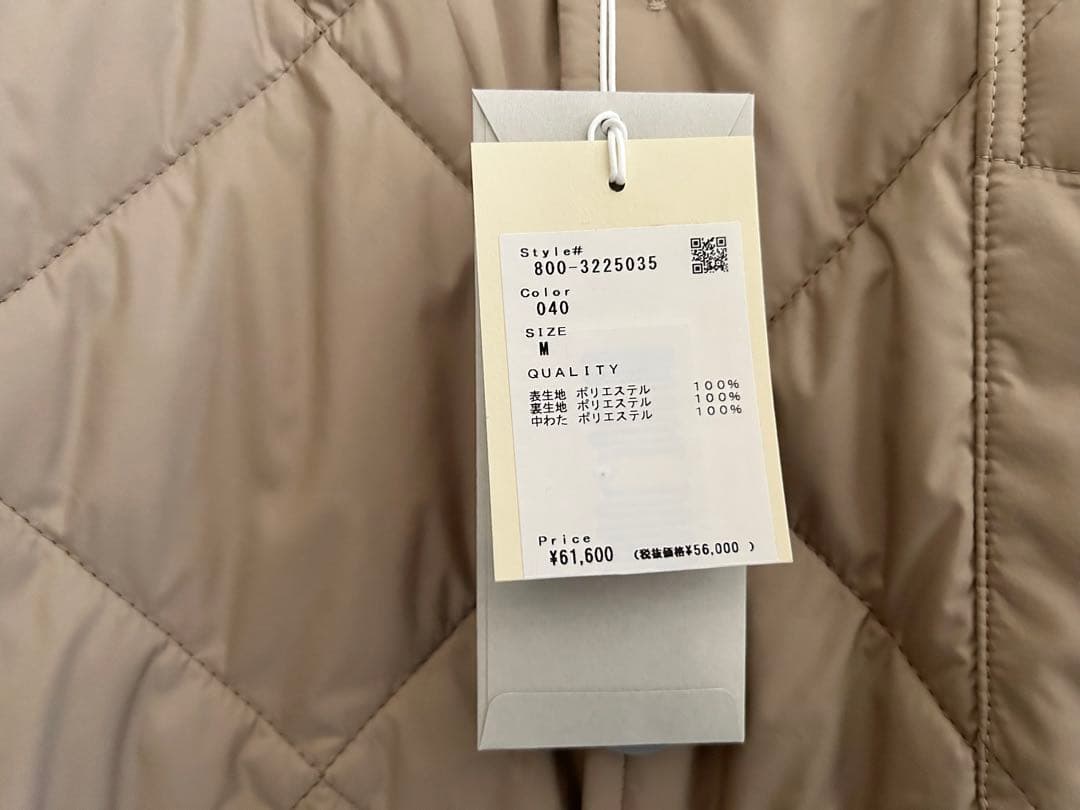 Style#
800-3225035
Color
040
SIZE
M
QUALITY
表生地 ポリエステル 100%
裏生地 ポリエステル 100%
中わた ポリエステル 100%
Price
¥61,600 (税抜価格¥56,000 )